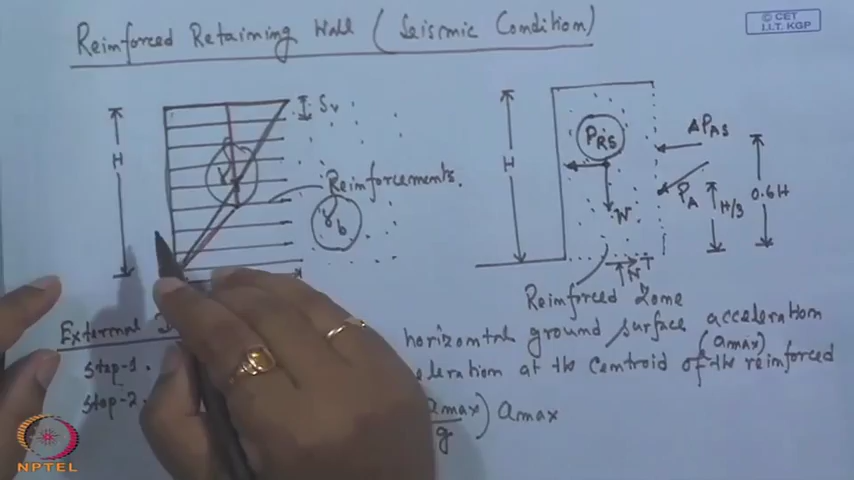 Reinforced Retaining Wall (Seismic Condition)
© CET
I.I.T. KGP
H
Sv
Reinforcements.
γb
H
PRS
W
ΔPAS
PA
H/3
0.6H
N T
Reinforced Zone
External
Step-1.
horizontal ground surface acceleration
(amax)
Step-2.
at the centroid of the reinforced
amax/g) amax
NPTEL